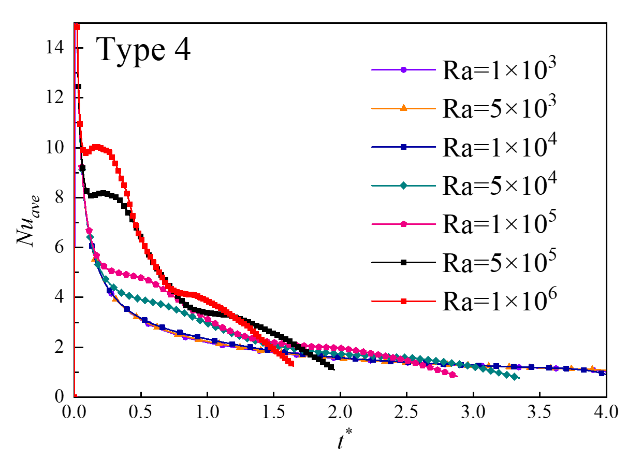 Type 4
Ra=1×10³
Ra=5×10³
Ra=1×10⁴
Ra=5×10⁴
Ra=1×10⁵
Ra=5×10⁵
Ra=1×10⁶
Nu_ave
14
12
10
8
6
4
2
0
0.0 0.5 1.0 1.5 2.0 2.5 3.0 3.5 4.0
t*